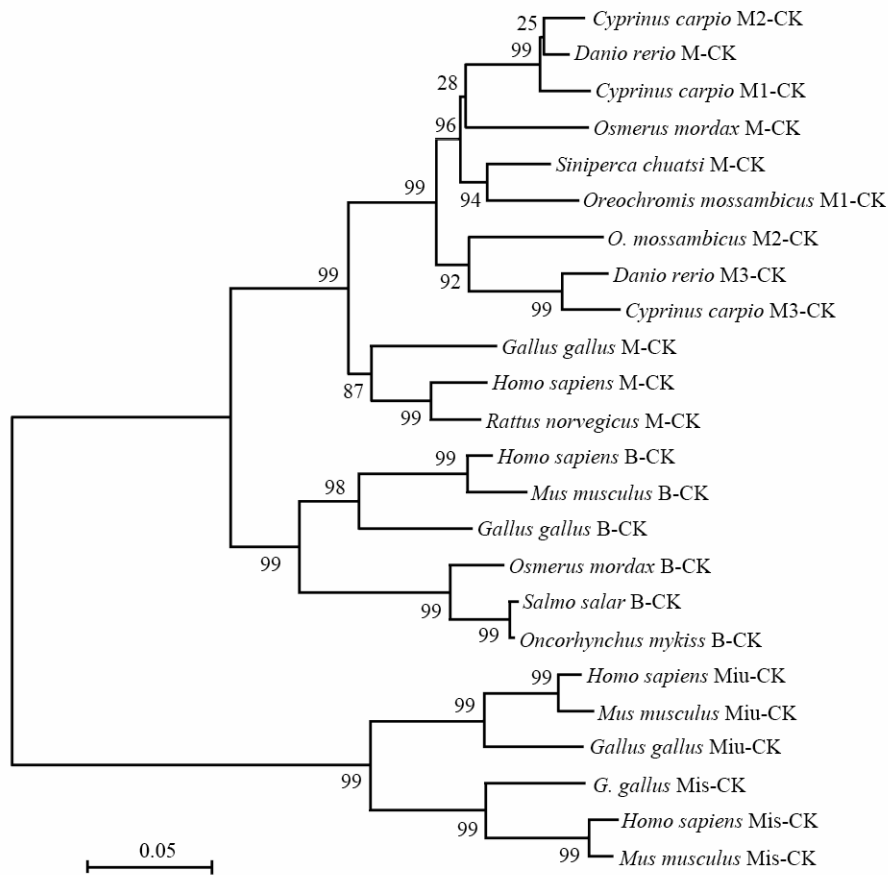 25
Cyprinus carpio M2-CK
99
Danio rerio M-CK
28
Cyprinus carpio M1-CK
96
Osmerus mordax M-CK
Siniperca chuatsi M-CK
99
94
Oreochromis mossambicus M1-CK
O. mossambicus M2-CK
99
92
Danio rerio M3-CK
99
Cyprinus carpio M3-CK
Gallus gallus M-CK
87
Homo sapiens M-CK
99
Rattus norvegicus M-CK
99
Homo sapiens B-CK
98
Mus musculus B-CK
Gallus gallus B-CK
99
Osmerus mordax B-CK
99
Salmo salar B-CK
99
Oncorhynchus mykiss B-CK
99
Homo sapiens Miu-CK
99
Mus musculus Miu-CK
Gallus gallus Miu-CK
99
G. gallus Mis-CK
99
Homo sapiens Mis-CK
99
Mus musculus Mis-CK
0.05